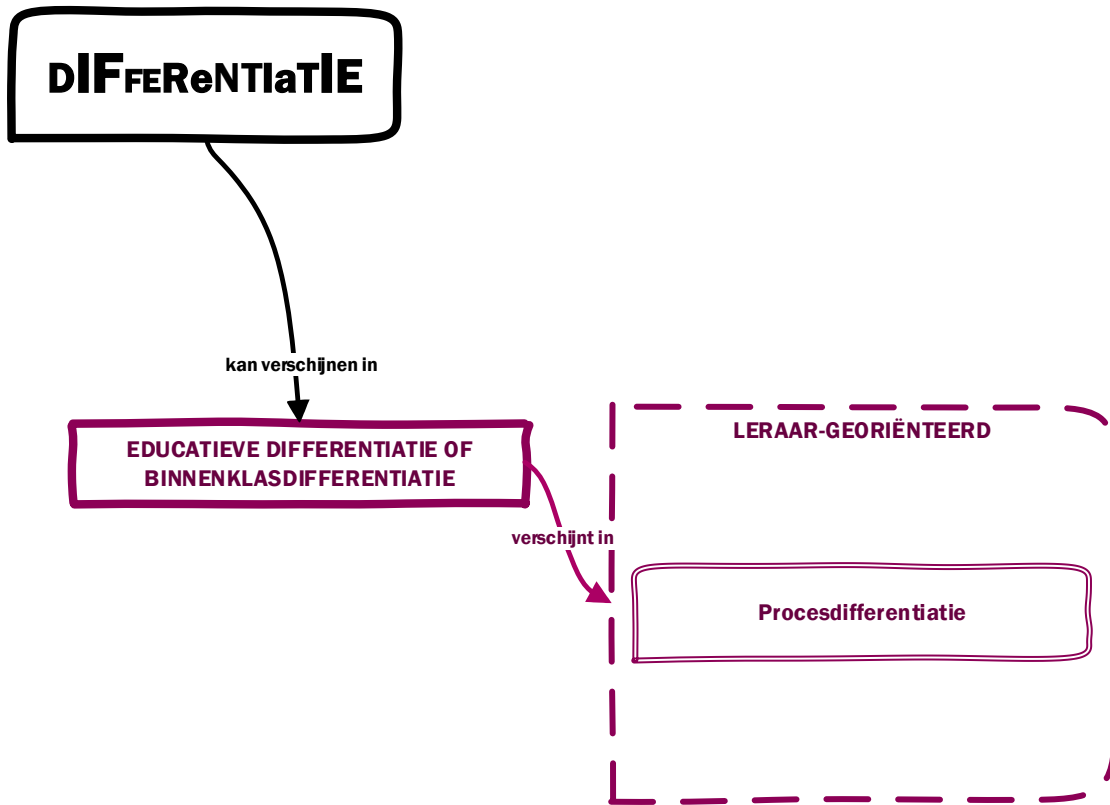 DIFFEReNTIaTIE
kan verschijnen in
EDUCATIEVE DIFFERENTIATIE OF
BINNENKLASDIFFERENTIATIE
LERAAR-GEORIËNTEERD
verschijnt in
Procesdifferentiatie